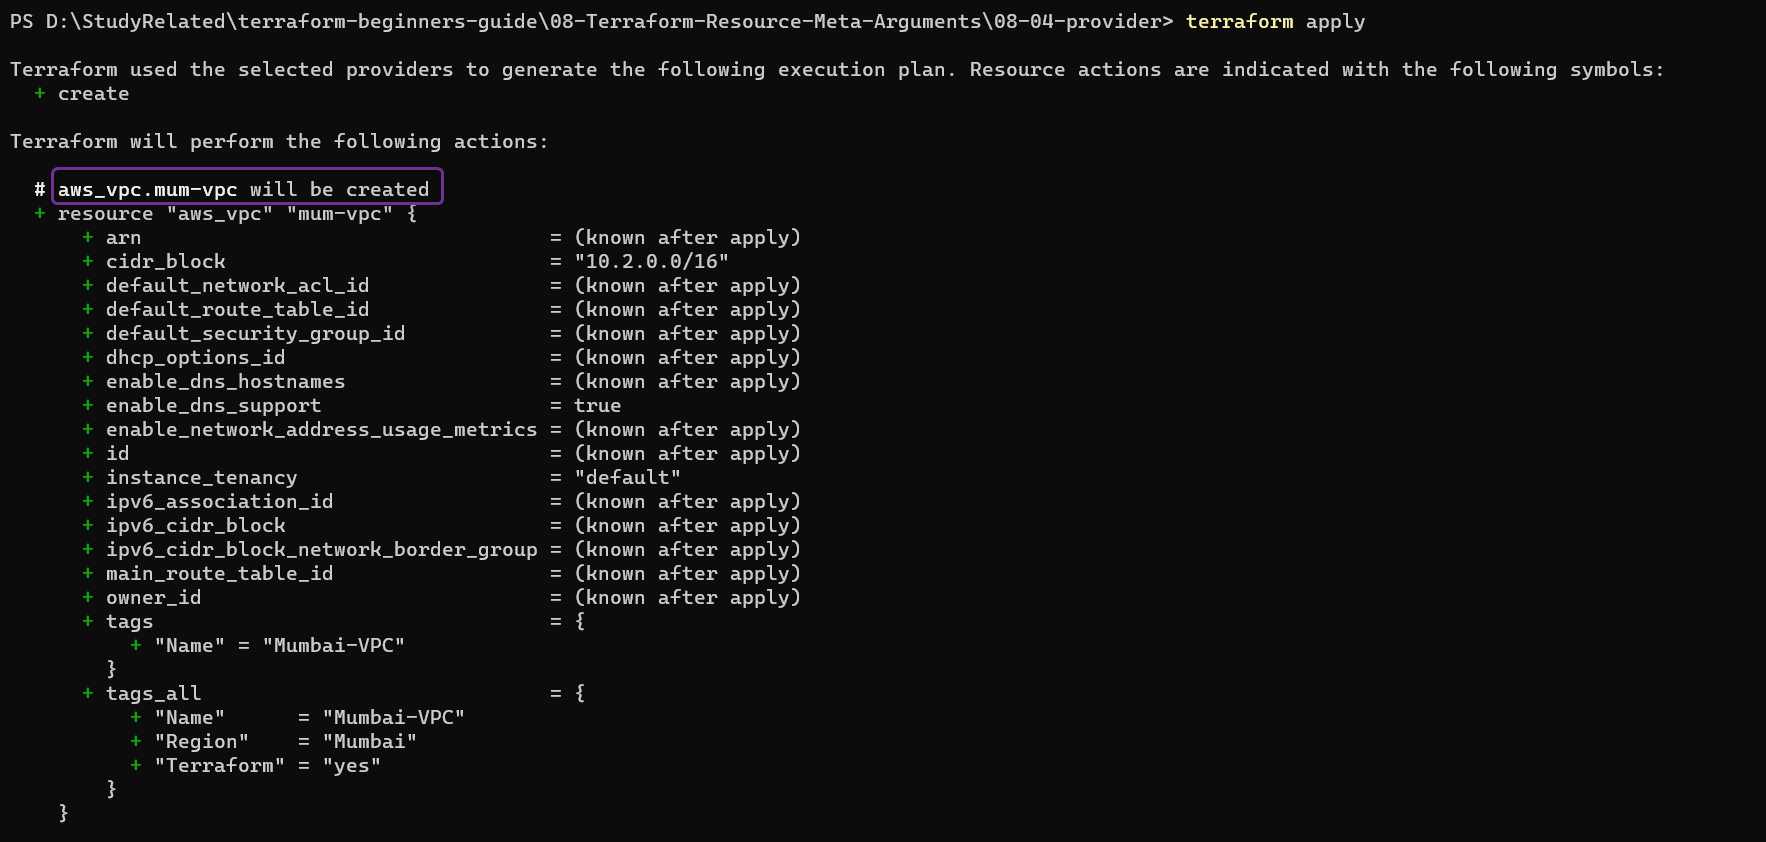 PS D:\StudyRelated\terraform-beginners-guide\08-Terraform-Resource-Meta-Arguments\08-04-provider> terraform apply
Terraform used the selected providers to generate the following execution plan. Resource actions are indicated with the following symbols:
  + create
Terraform will perform the following actions:
  # aws_vpc.mum-vpc will be created
  + resource "aws_vpc" "mum-vpc" {
      + arn                                  = (known after apply)
      + cidr_block                           = "10.2.0.0/16"
      + default_network_acl_id               = (known after apply)
      + default_route_table_id               = (known after apply)
      + default_security_group_id            = (known after apply)
      + dhcp_options_id                      = (known after apply)
      + enable_dns_hostnames                 = (known after apply)
      + enable_dns_support                   = true
      + enable_network_address_usage_metrics = (known after apply)
      + id                                   = (known after apply)
      + instance_tenancy                     = "default"
      + ipv6_association_id                  = (known after apply)
      + ipv6_cidr_block                      = (known after apply)
      + ipv6_cidr_block_network_border_group = (known after apply)
      + main_route_table_id                  = (known after apply)
      + owner_id                             = (known after apply)
      + tags                                 = {
          + "Name" = "Mumbai-VPC"
        }
      + tags_all                             = {
          + "Name"      = "Mumbai-VPC"
          + "Region"    = "Mumbai"
          + "Terraform" = "yes"
        }
    }